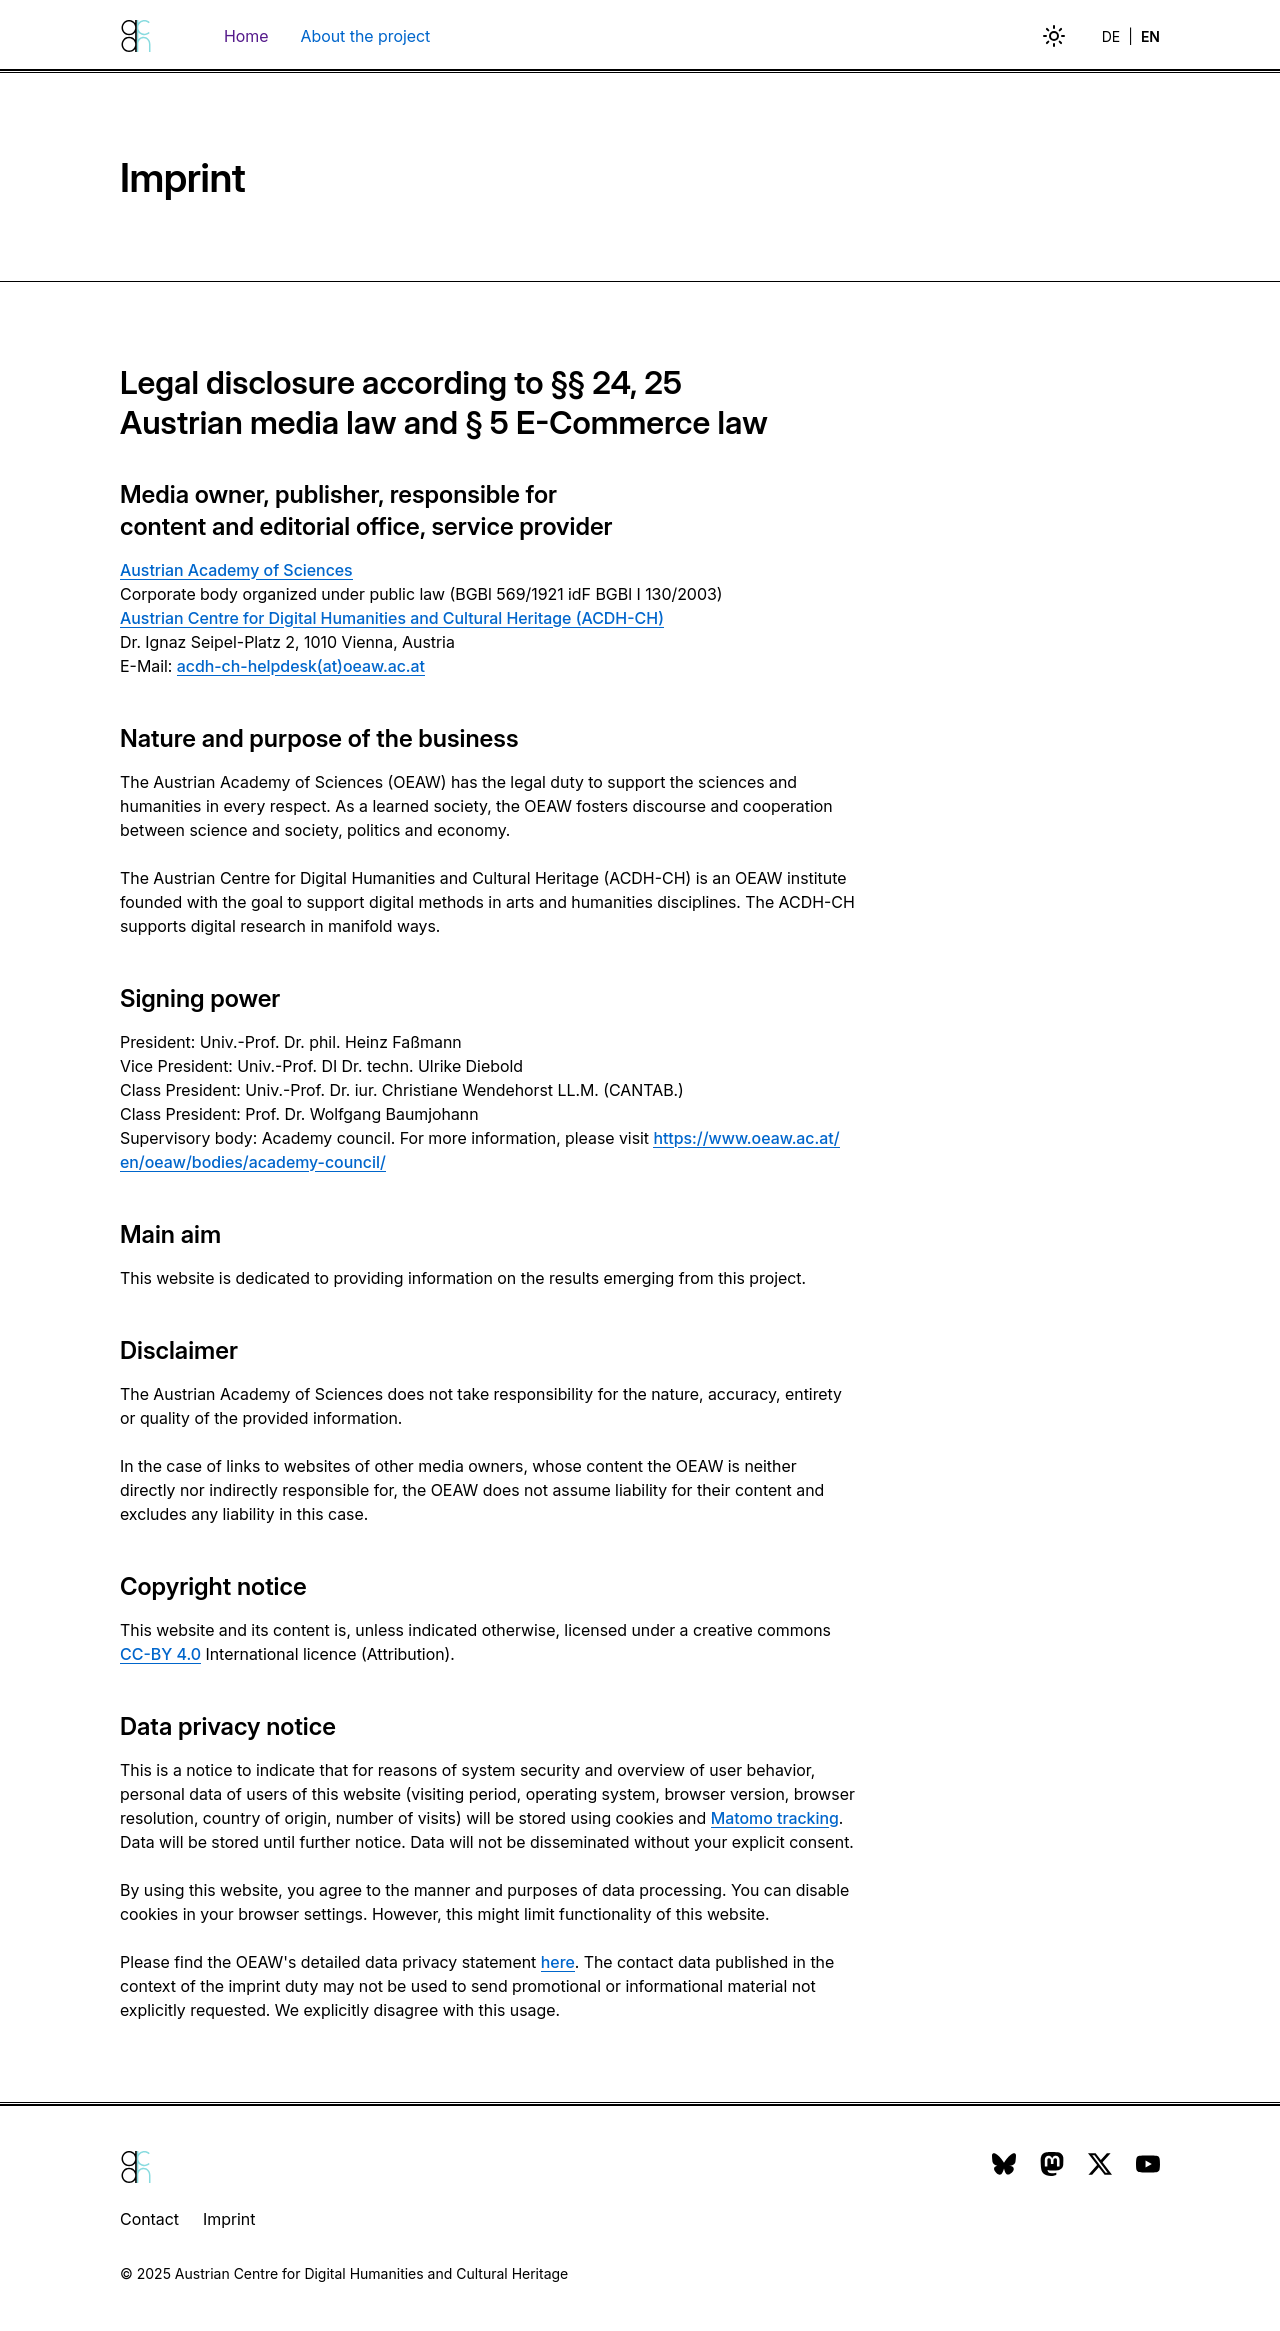 Home About the project DE | EN
Imprint
Legal disclosure according to §§ 24, 25
Austrian media law and § 5 E-Commerce law
Media owner, publisher, responsible for
content and editorial office, service provider
Austrian Academy of Sciences
Corporate body organized under public law (BGBl 569/1921 idF BGBl I 130/2003)
Austrian Centre for Digital Humanities and Cultural Heritage (ACDH-CH)
Dr. Ignaz Seipel-Platz 2, 1010 Vienna, Austria
E-Mail: acdh-ch-helpdesk(at)oeaw.ac.at
Nature and purpose of the business
The Austrian Academy of Sciences (OEAW) has the legal duty to support the sciences and
humanities in every respect. As a learned society, the OEAW fosters discourse and cooperation
between science and society, politics and economy.
The Austrian Centre for Digital Humanities and Cultural Heritage (ACDH-CH) is an OEAW institute
founded with the goal to support digital methods in arts and humanities disciplines. The ACDH-CH
supports digital research in manifold ways.
Signing power
President: Univ.-Prof. Dr. phil. Heinz Faßmann
Vice President: Univ.-Prof. DI Dr. techn. Ulrike Diebold
Class President: Univ.-Prof. Dr. iur. Christiane Wendehorst LL.M. (CANTAB.)
Class President: Prof. Dr. Wolfgang Baumjohann
Supervisory body: Academy council. For more information, please visit https://www.oeaw.ac.at/
en/oeaw/bodies/academy-council/
Main aim
This website is dedicated to providing information on the results emerging from this project.
Disclaimer
The Austrian Academy of Sciences does not take responsibility for the nature, accuracy, entirety
or quality of the provided information.
In the case of links to websites of other media owners, whose content the OEAW is neither
directly nor indirectly responsible for, the OEAW does not assume liability for their content and
excludes any liability in this case.
Copyright notice
This website and its content is, unless indicated otherwise, licensed under a creative commons
CC-BY 4.0 International licence (Attribution).
Data privacy notice
This is a notice to indicate that for reasons of system security and overview of user behavior,
personal data of users of this website (visiting period, operating system, browser version, browser
resolution, country of origin, number of visits) will be stored using cookies and Matomo tracking.
Data will be stored until further notice. Data will not be disseminated without your explicit consent.
By using this website, you agree to the manner and purposes of data processing. You can disable
cookies in your browser settings. However, this might limit functionality of this website.
Please find the OEAW's detailed data privacy statement here. The contact data published in the
context of the imprint duty may not be used to send promotional or informational material not
explicitly requested. We explicitly disagree with this usage.
Contact Imprint
© 2025 Austrian Centre for Digital Humanities and Cultural Heritage